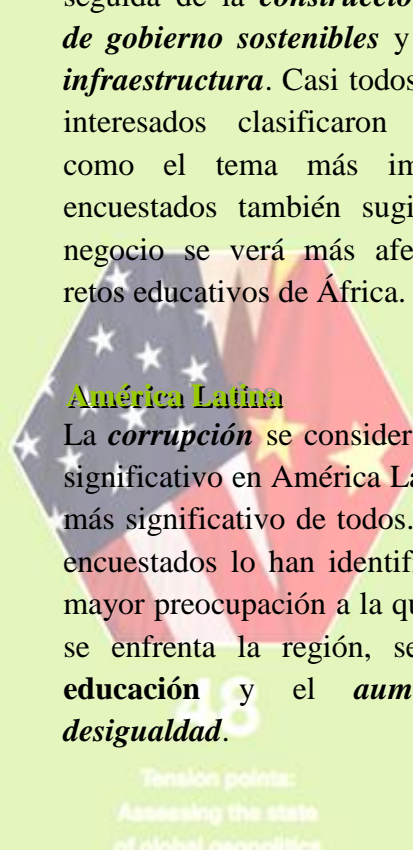 seguida de la construcció
de gobierno sostenibles y
infraestructura. Casi todos
interesados clasificaron
como el tema más im
encuestados también sugi
negocio se verá más afe
retos educativos de África.
América Latina
La corrupción se consider
significativo en América La
más significativo de todos.
encuestados lo han identif
mayor preocupación a la qu
se enfrenta la región, se
educación y el aum
desigualdad.
48
Tension points:
Assessing the state
of global geopolitics